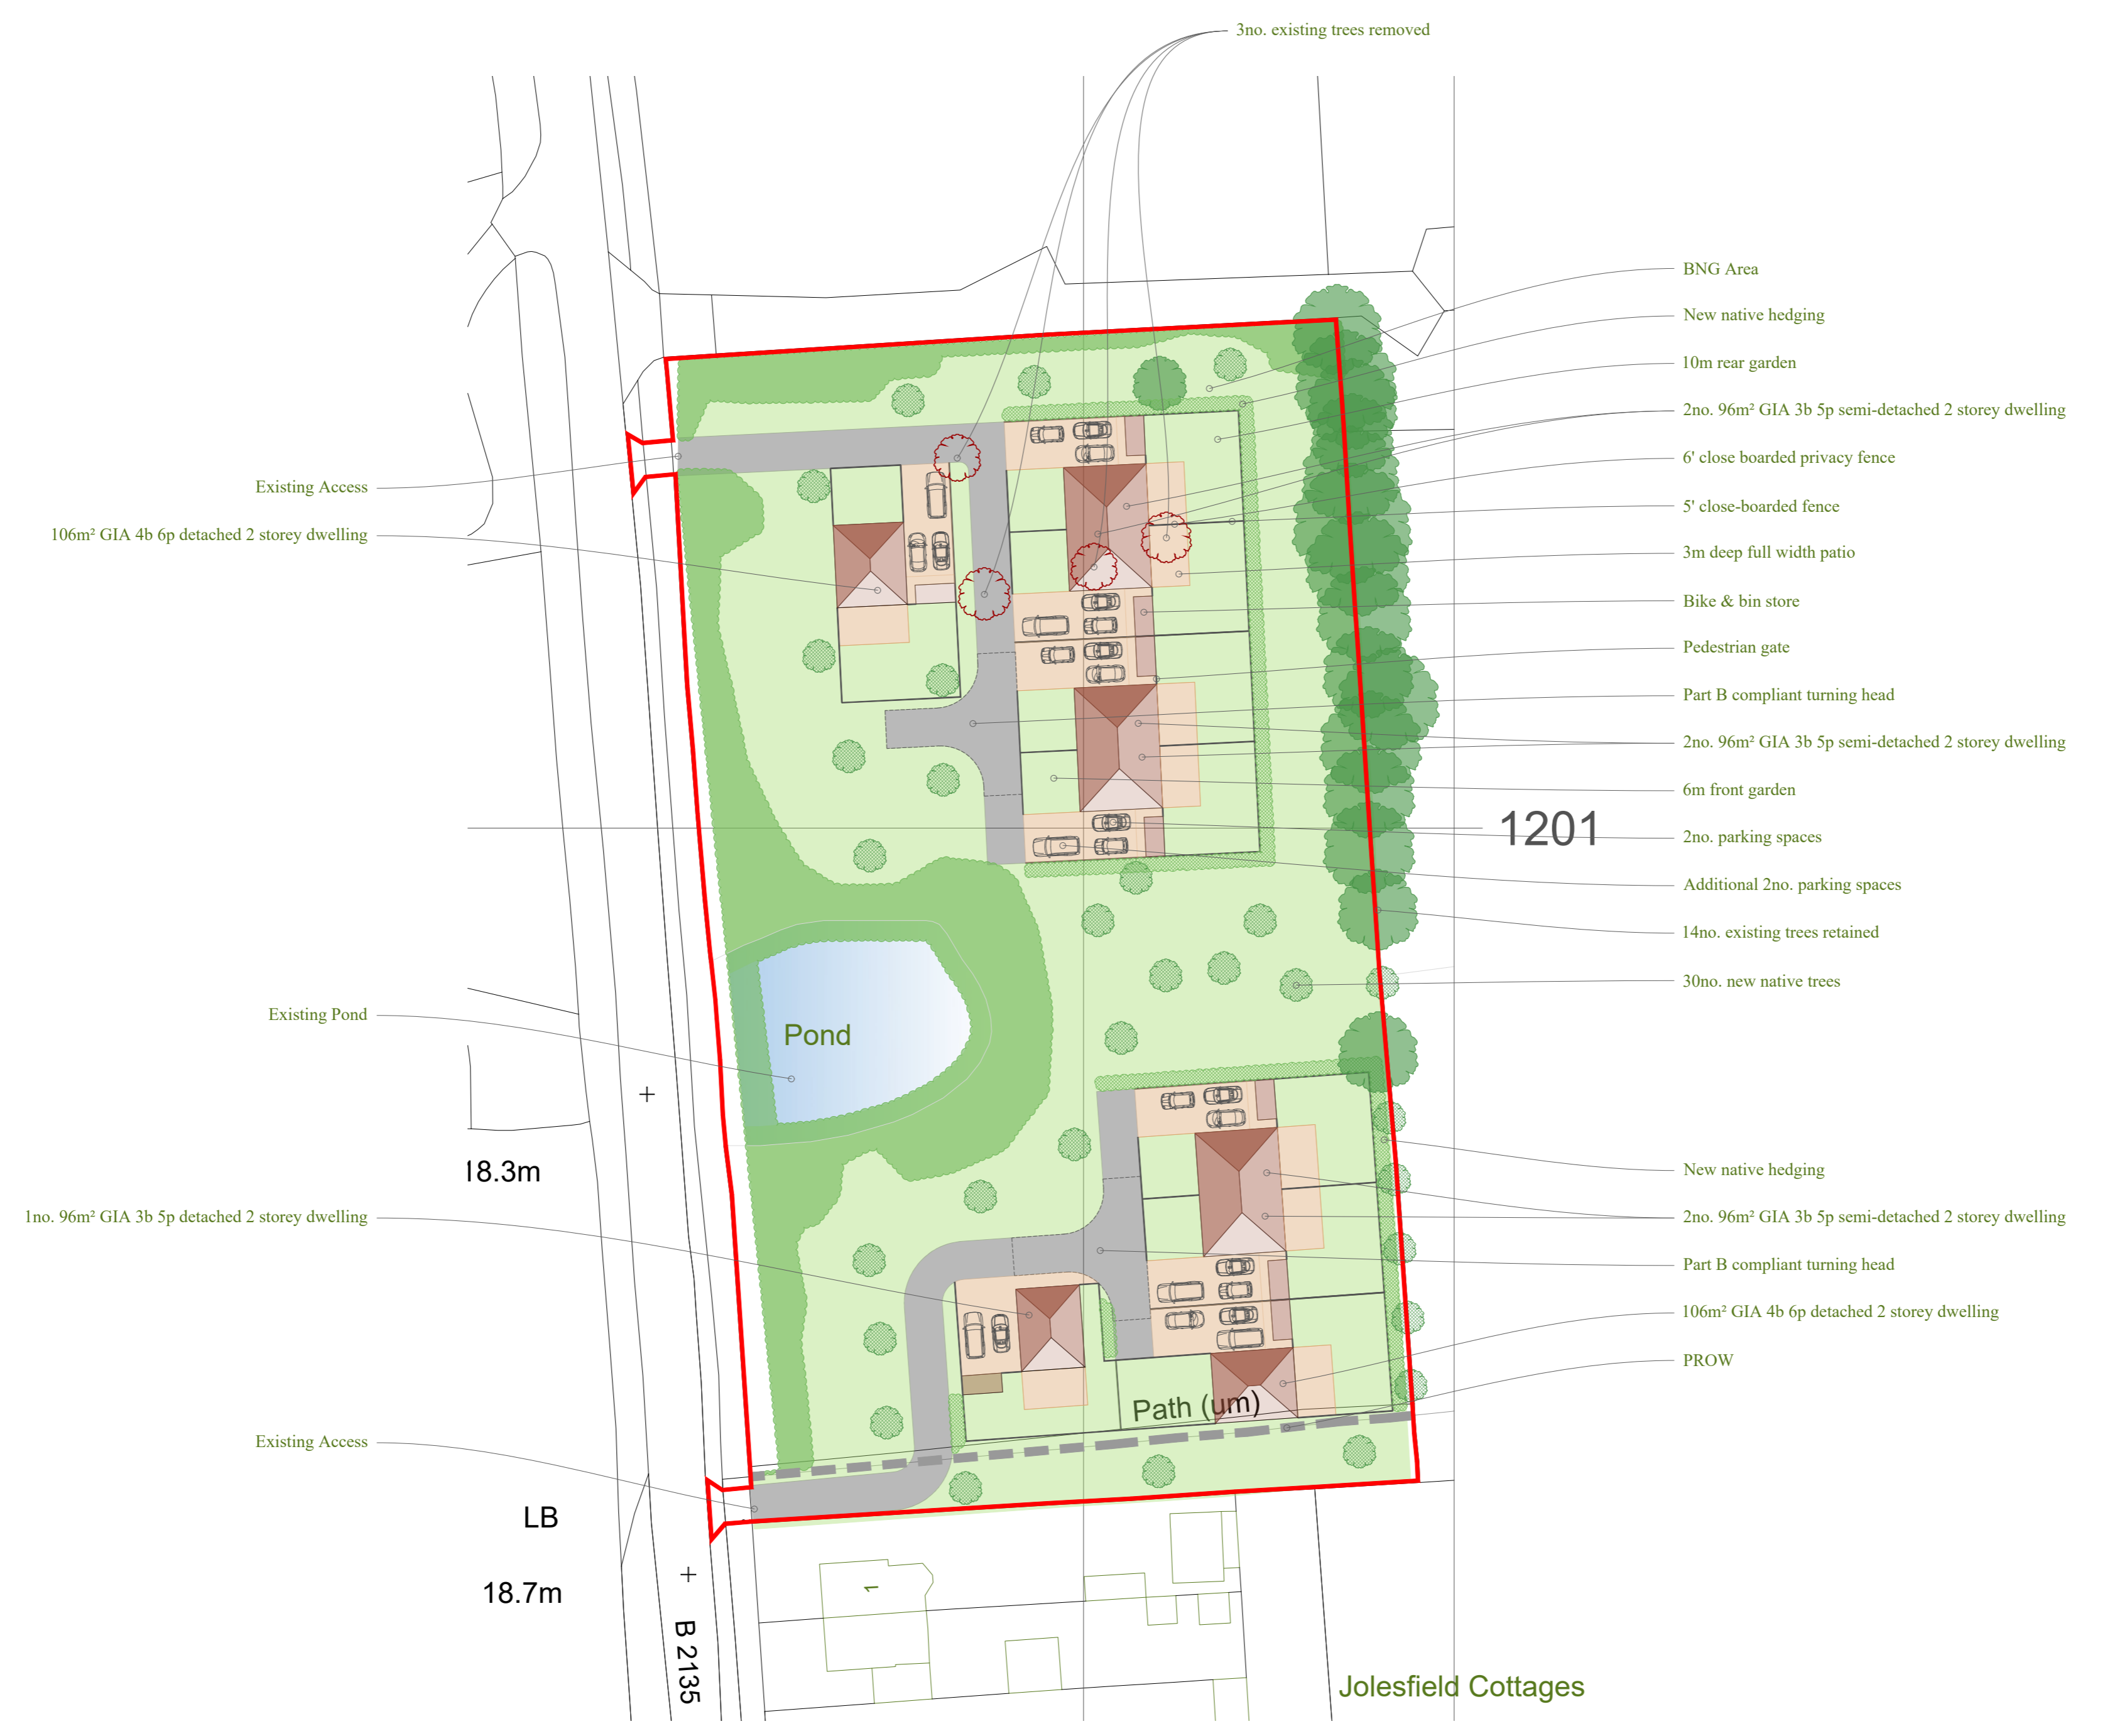 3no. existing trees removed
BNG Area
New native hedging
10m rear garden
2no. 96m² GIA 3b 5p semi-detached 2 storey dwelling
6' close boarded privacy fence
Existing Access
5' close-boarded fence
106m² GIA 4b 6p detached 2 storey dwelling
3m deep full width patio
Bike & bin store
Pedestrian gate
Part B compliant turning head
2no. 96m² GIA 3b 5p semi-detached 2 storey dwelling
6m front garden
1201
2no. parking spaces
Additional 2no. parking spaces
14no. existing trees retained
30no. new native trees
Existing Pond
Pond
18.3m
New native hedging
1no. 96m² GIA 3b 5p detached 2 storey dwelling
2no. 96m² GIA 3b 5p semi-detached 2 storey dwelling
Part B compliant turning head
106m² GIA 4b 6p detached 2 storey dwelling
PROW
Path (um)
Existing Access
LB
18.7m
1
B 2135
Jolesfield Cottages